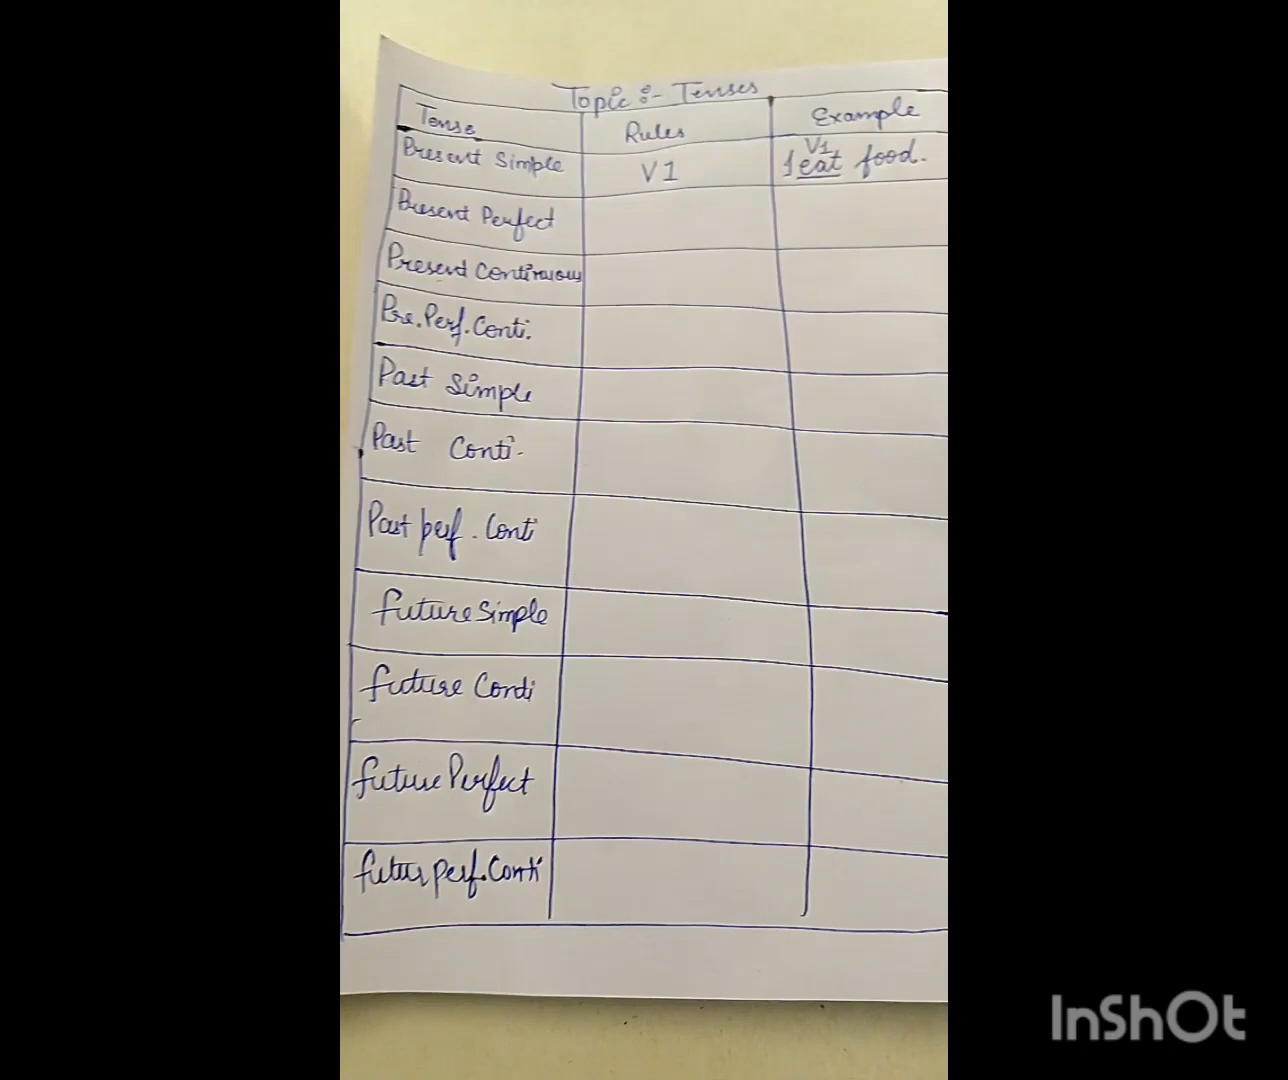 Topic :- Tenses
Tense Rules Example
Present Simple V1 I eat food.
V1
Present Perfect
Present Continuous
Pre. Perf. Conti.
Past Simple
Past Conti.
Past perf. Conti
future Simple
future Conti
future Perfect
futur perf. Conti
InShOt